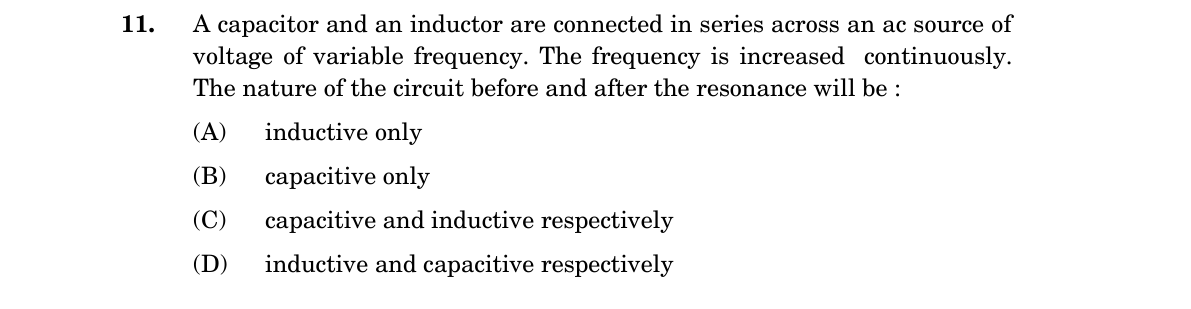 11. A capacitor and an inductor are connected in series across an ac source of
voltage of variable frequency. The frequency is increased continuously.
The nature of the circuit before and after the resonance will be :
(A) inductive only
(B) capacitive only
(C) capacitive and inductive respectively
(D) inductive and capacitive respectively